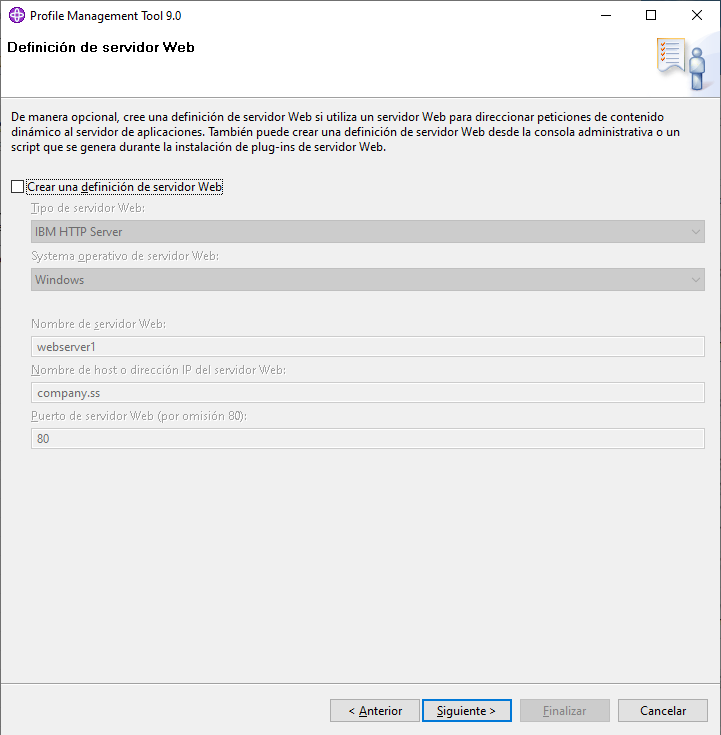 Profile Management Tool 9.0
Definición de servidor Web
De manera opcional, cree una definición de servidor Web si utiliza un servidor Web para direccionar peticiones de contenido
dinámico al servidor de aplicaciones. También puede crear una definición de servidor Web desde la consola administrativa o un
script que se genera durante la instalación de plug-ins de servidor Web.
Crear una definición de servidor Web
Tipo de servidor Web:
IBM HTTP Server
Systema operativo de servidor Web:
Windows
Nombre de servidor Web:
webserver1
Nombre de host o dirección IP del servidor Web:
company.ss
Puerto de servidor Web (por omisión 80):
80
< Anterior
Siguiente >
Finalizar
Cancelar